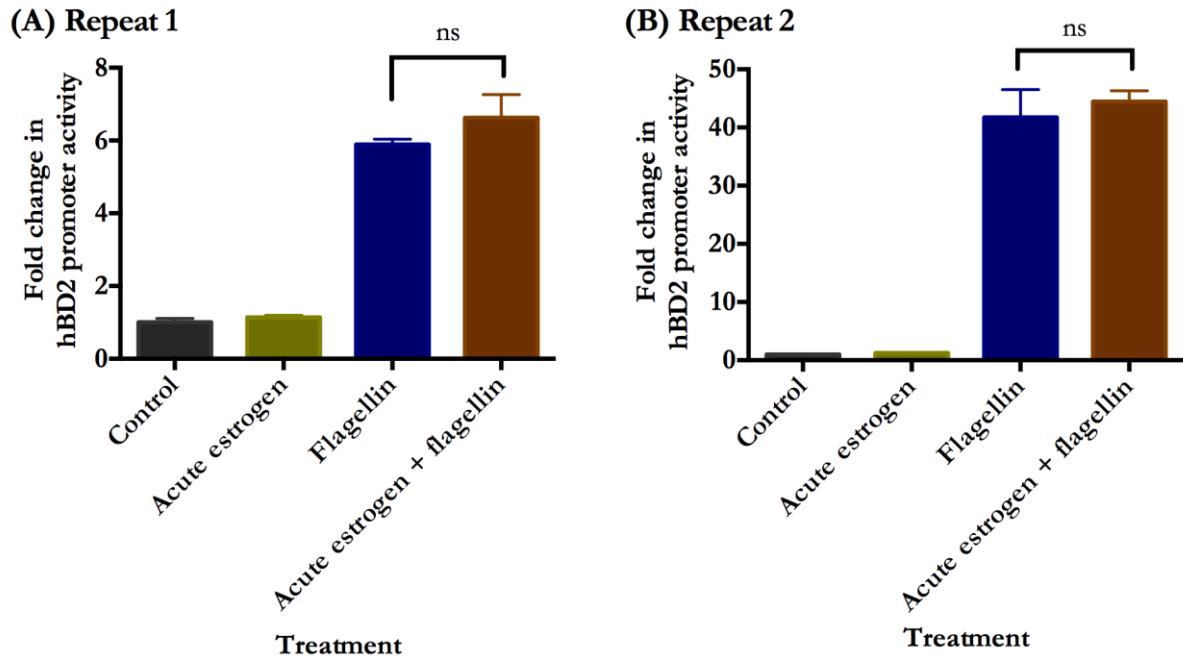 (A) Repeat 1
ns
Fold change in
hBD2 promoter activity
8
6
4
2
0
Control
Acute estrogen
Flagellin
Acute estrogen + flagellin
Treatment
(B) Repeat 2
ns
Fold change in
hBD2 promoter activity
50
40
30
20
10
0
Control
Acute estrogen
Flagellin
Acute estrogen + flagellin
Treatment